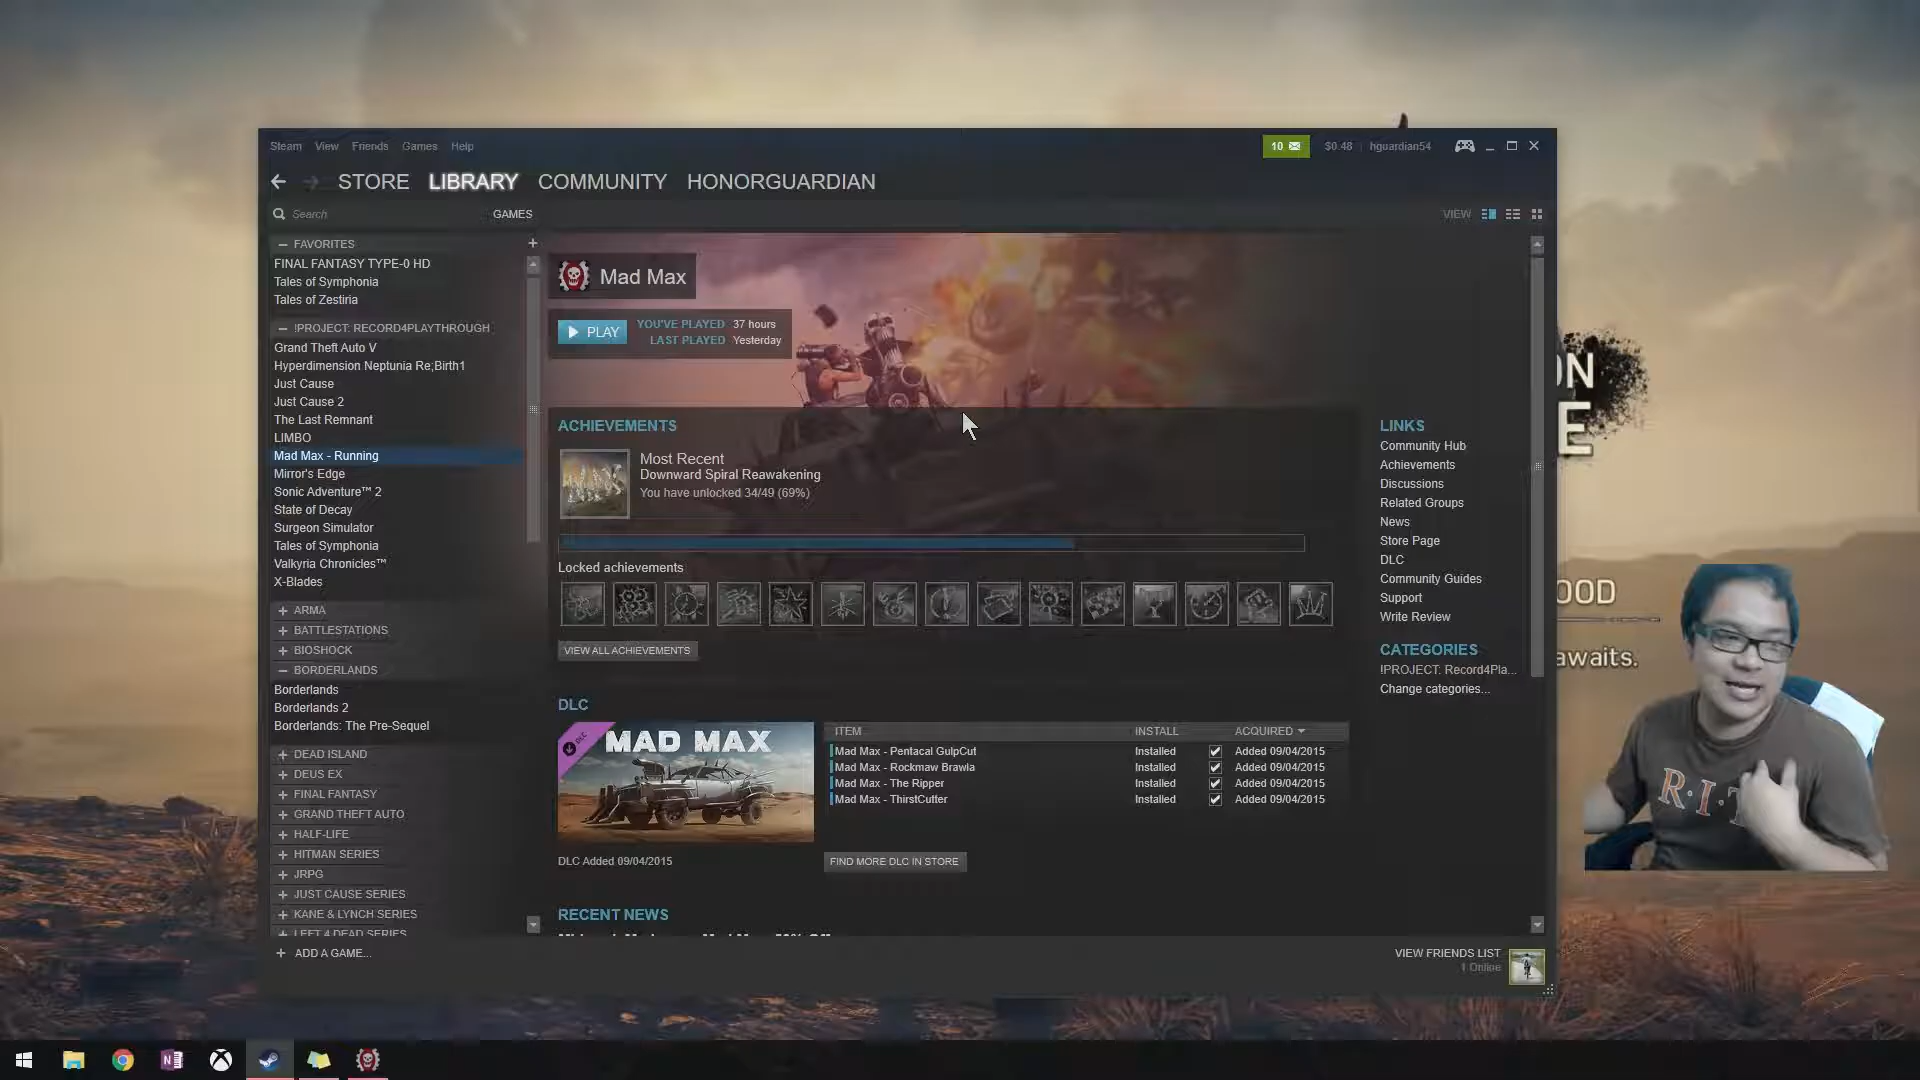 Steam View Friends Games Help
10 $0.48 hguardian54
STORE LIBRARY COMMUNITY HONORGUARDIAN
Search GAMES VIEW
FAVORITES
FINAL FANTASY TYPE-0 HD
Tales of Symphonia
Tales of Zestiria
!PROJECT: RECORD4PLAYTHROUGH
Grand Theft Auto V
Hyperdimension Neptunia Re;Birth1
Just Cause
Just Cause 2
The Last Remnant
LIMBO
Mad Max - Running
Mirror's Edge
Sonic Adventure™ 2
State of Decay
Surgeon Simulator
Tales of Symphonia
Valkyria Chronicles™
X-Blades
ARMA
BATTLESTATIONS
BIOSHOCK
BORDERLANDS
Borderlands
Borderlands 2
Borderlands: The Pre-Sequel
DEAD ISLAND
DEUS EX
FINAL FANTASY
GRAND THEFT AUTO
HALF-LIFE
HITMAN SERIES
JRPG
JUST CAUSE SERIES
KANE & LYNCH SERIES
LEFT 4 DEAD SERIES
ADD A GAME...
Mad Max
PLAY
YOU'VE PLAYED 37 hours
LAST PLAYED Yesterday
ACHIEVEMENTS
Most Recent
Downward Spiral Reawakening
You have unlocked 34/49 (69%)
Locked achievements
VIEW ALL ACHIEVEMENTS
DLC
DLC
MAD MAX
DLC Added 09/04/2015
ITEM INSTALL ACQUIRED
Mad Max - Pentacal GulpCut Installed Added 09/04/2015
Mad Max - Rockmaw Brawla Installed Added 09/04/2015
Mad Max - The Ripper Installed Added 09/04/2015
Mad Max - ThirstCutter Installed Added 09/04/2015
FIND MORE DLC IN STORE
RECENT NEWS
LINKS
Community Hub
Achievements
Discussions
Related Groups
News
Store Page
DLC
Community Guides
Support
Write Review
CATEGORIES
!PROJECT: Record4Pla...
Change categories...
VIEW FRIENDS LIST
1 Online
ON
E
OOD
awaits.
R·I·T